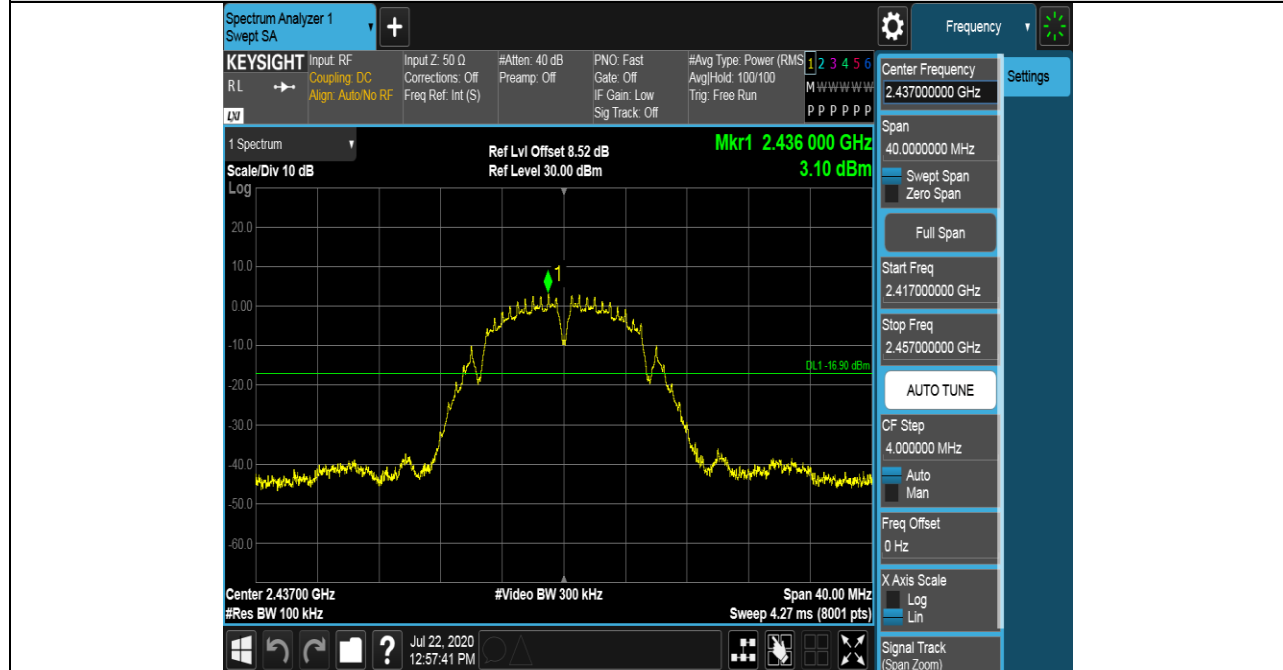 Spectrum Analyzer 1
Swept SA
+
Frequency
KEYSIGHT
RL
LXI
Input: RF
Coupling: DC
Align: Auto/No RF
Input Z: 50 Ω
Corrections: Off
Freq Ref: Int (S)
#Atten: 40 dB
Preamp: Off
PNO: Fast
Gate: Off
IF Gain: Low
Sig Track: Off
#Avg Type: Power (RMS
Avg|Hold: 100/100
Trig: Free Run
1 2 3 4 5 6
M W W W W W
P P P P P P
1 Spectrum
Scale/Div 10 dB
Log
Ref Lvl Offset 8.52 dB
Ref Level 30.00 dBm
Mkr1 2.436 000 GHz
3.10 dBm
20.0
10.0
0.00
-10.0
-20.0
-30.0
-40.0
-50.0
-60.0
1
DL1 -16.90 dBm
Center 2.43700 GHz
#Res BW 100 kHz
#Video BW 300 kHz
Span 40.00 MHz
Sweep 4.27 ms (8001 pts)
?
Jul 22, 2020
12:57:41 PM
Center Frequency
2.437000000 GHz
Settings
Span
40.0000000 MHz
Swept Span
Zero Span
Full Span
Start Freq
2.417000000 GHz
Stop Freq
2.457000000 GHz
AUTO TUNE
CF Step
4.000000 MHz
Auto
Man
Freq Offset
0 Hz
X Axis Scale
Log
Lin
Signal Track
(Span Zoom)